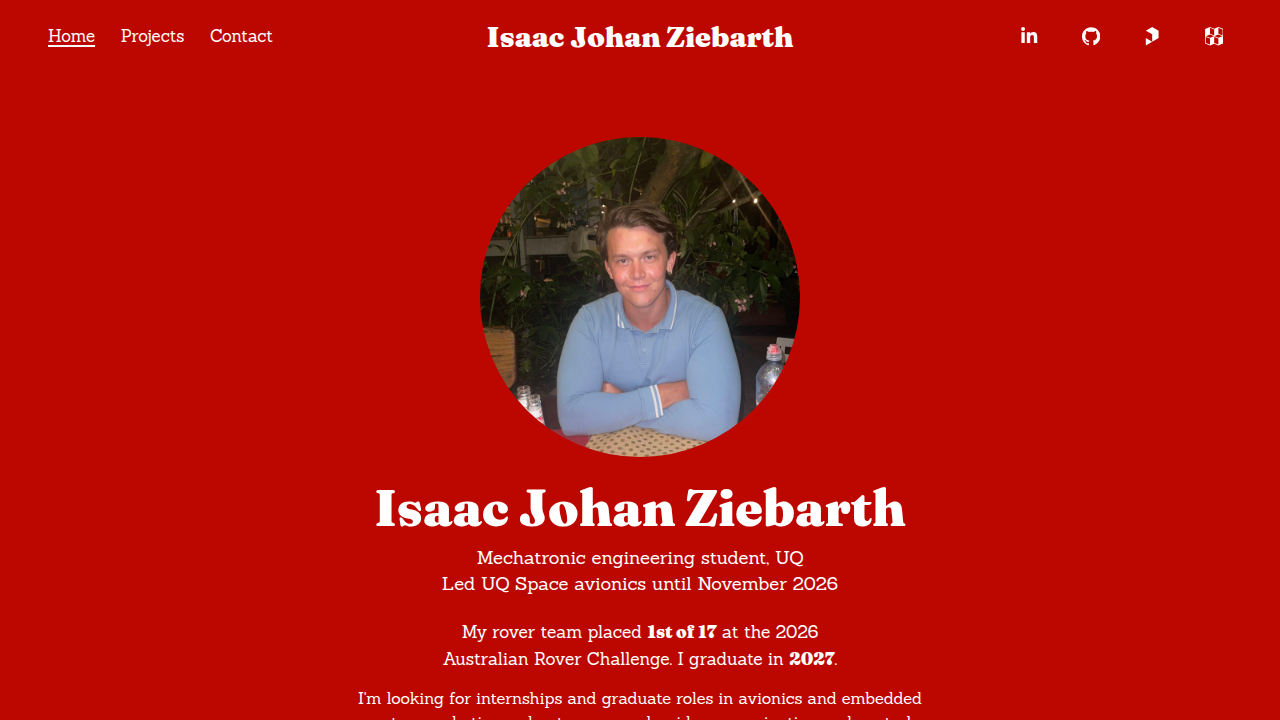 Home Projects Contact Isaac Johan Ziebarth in
Isaac Johan Ziebarth
Mechatronic engineering student, UQ
Led UQ Space avionics until November 2026
My rover team placed 1st of 17 at the 2026
Australian Rover Challenge. I graduate in 2027.
I'm looking for internships and graduate roles in avionics and embedded